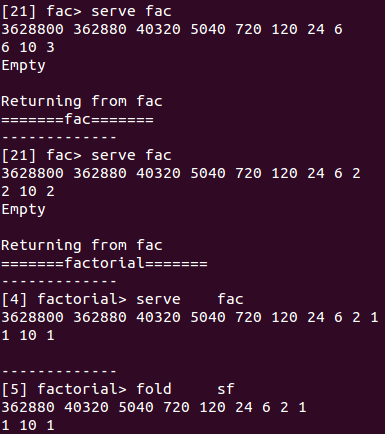 [21] fac> serve fac
3628800 362880 40320 5040 720 120 24 6
6 10 3
Empty

Returning from fac
=======fac=======
-------------
[21] fac> serve fac
3628800 362880 40320 5040 720 120 24 6 2
2 10 2
Empty

Returning from fac
=======factorial=======
-------------
[4] factorial> serve    fac
3628800 362880 40320 5040 720 120 24 6 2 1
1 10 1

-------------
[5] factorial> fold     sf
362880 40320 5040 720 120 24 6 2 1
1 10 1